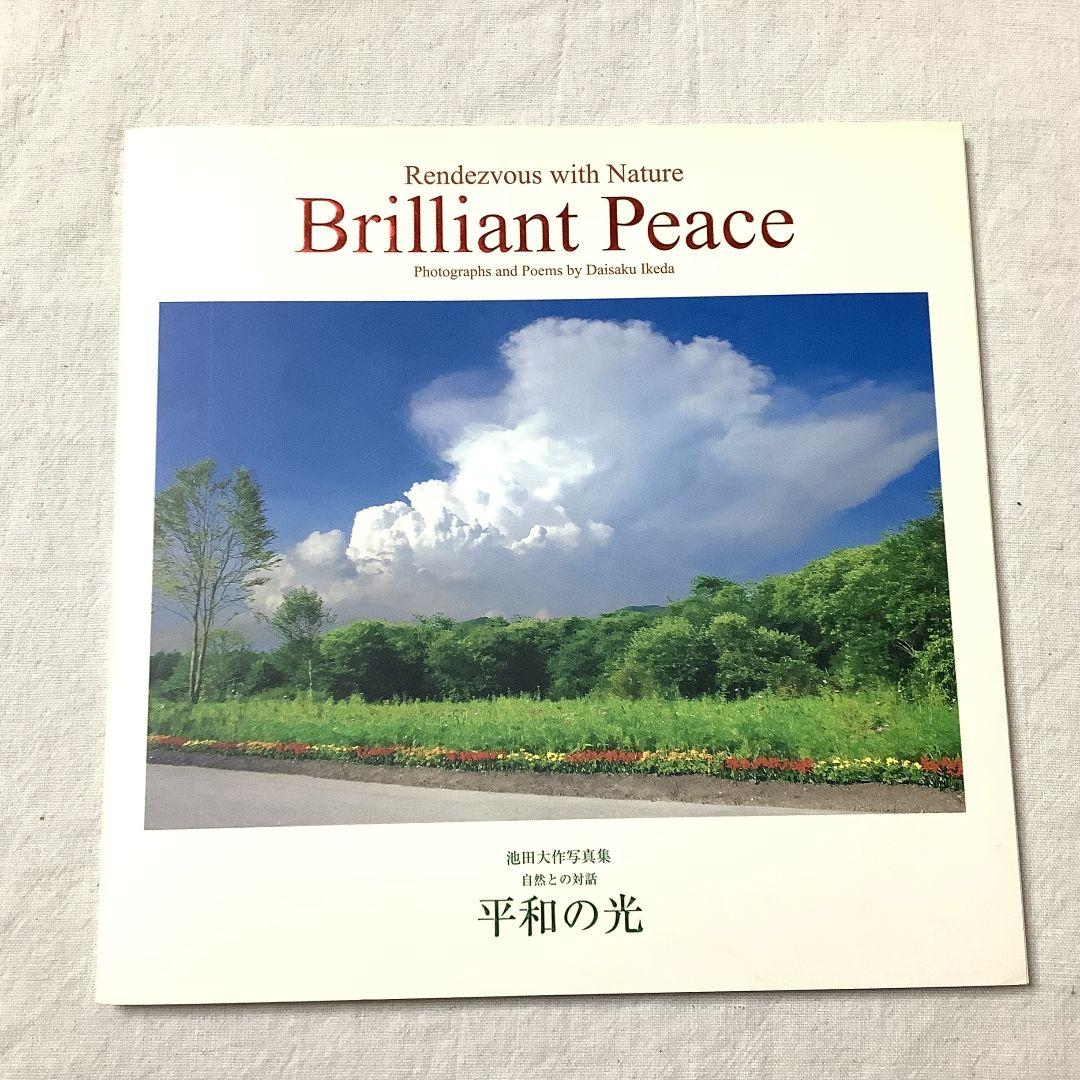 Rendezvous with Nature
Brilliant Peace
Photographs and Poems by Daisaku Ikeda
池田大作写真集
自然との対話
平和の光